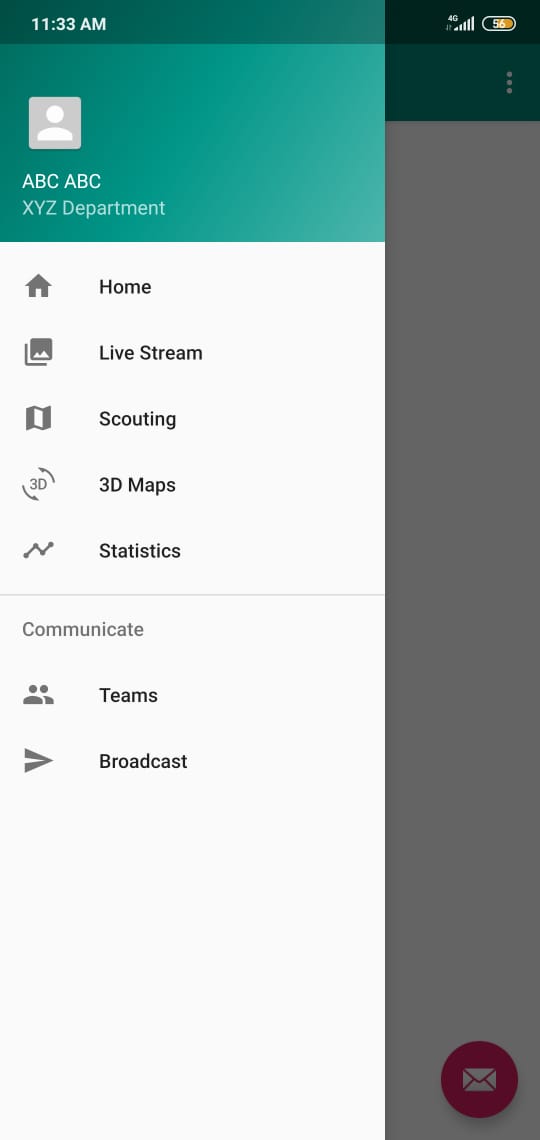 11:33 AM
4G
56
ABC ABC
XYZ Department
Home
Live Stream
Scouting
3D
3D Maps
Statistics
Communicate
Teams
Broadcast